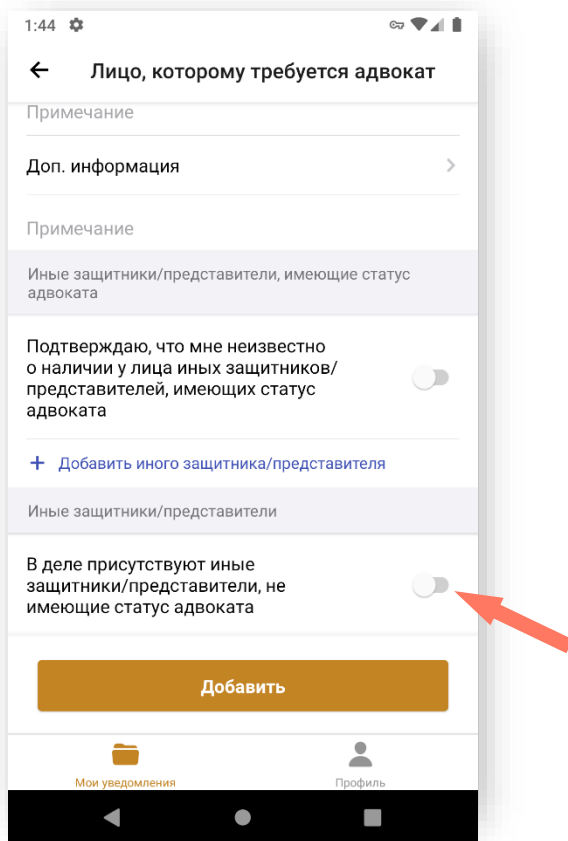 1:44
Лицо, которому требуется адвокат
Примечание
Доп. информация
Примечание
Иные защитники/представители, имеющие статус
адвоката
Подтверждаю, что мне неизвестно
о наличии у лица иных защитников/
представителей, имеющих статус
адвоката
+ Добавить иного защитника/представителя
Иные защитники/представители
В деле присутствуют иные
защитники/представители, не
имеющие статус адвоката
Добавить
Мои уведомления
Профиль